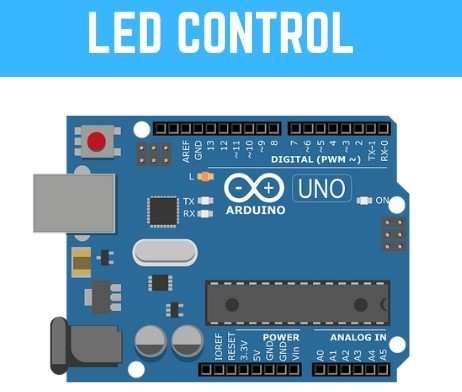 LED CONTROL
AREF
GND
13
12
~11
~10
~9
8
7
~6
~5
4
~3
2
TX-1
RX-0
DIGITAL (PWM ~)
L
TX
RX
ARDUINO
UNO
ON
POWER
ANALOG IN
IOREF
RESET
3.3V
5V
GND
GND
Vin
A0
A1
A2
A3
A4
A5